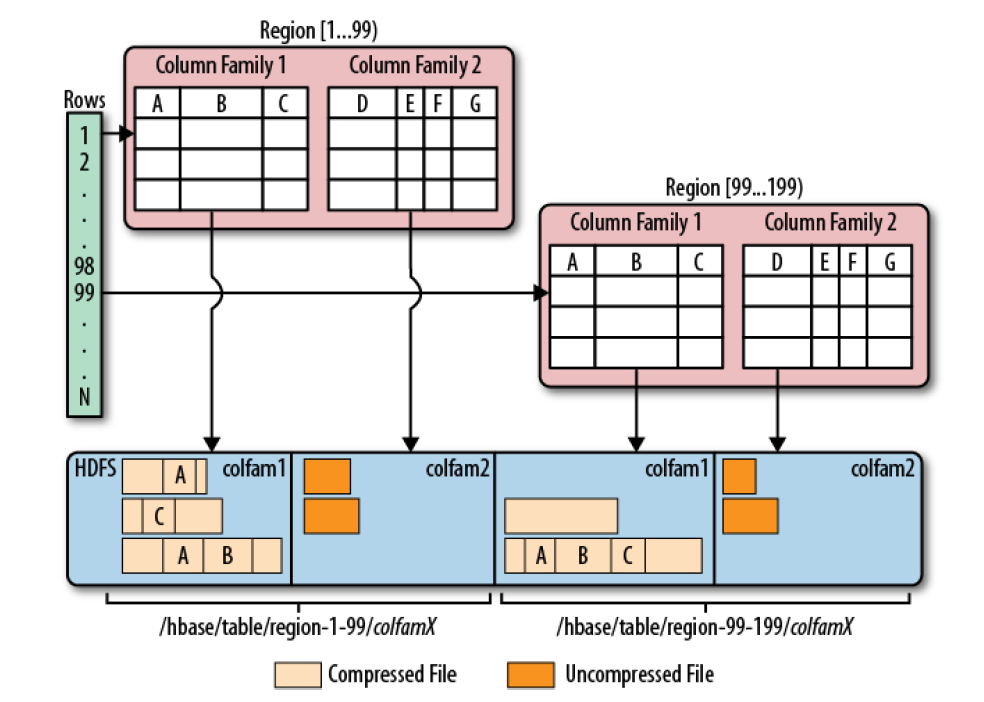 Region [1...99)
Column Family 1 Column Family 2
Rows
A B C D E F G
1
2
.
.
.
98
99
.
.
.
N
Region [99...199)
Column Family 1 Column Family 2
A B C D E F G
HDFS
A
colfam1
C
A B
colfam2
colfam1
A B C
colfam2
/hbase/table/region-1-99/colfamX
/hbase/table/region-99-199/colfamX
Compressed File
Uncompressed File